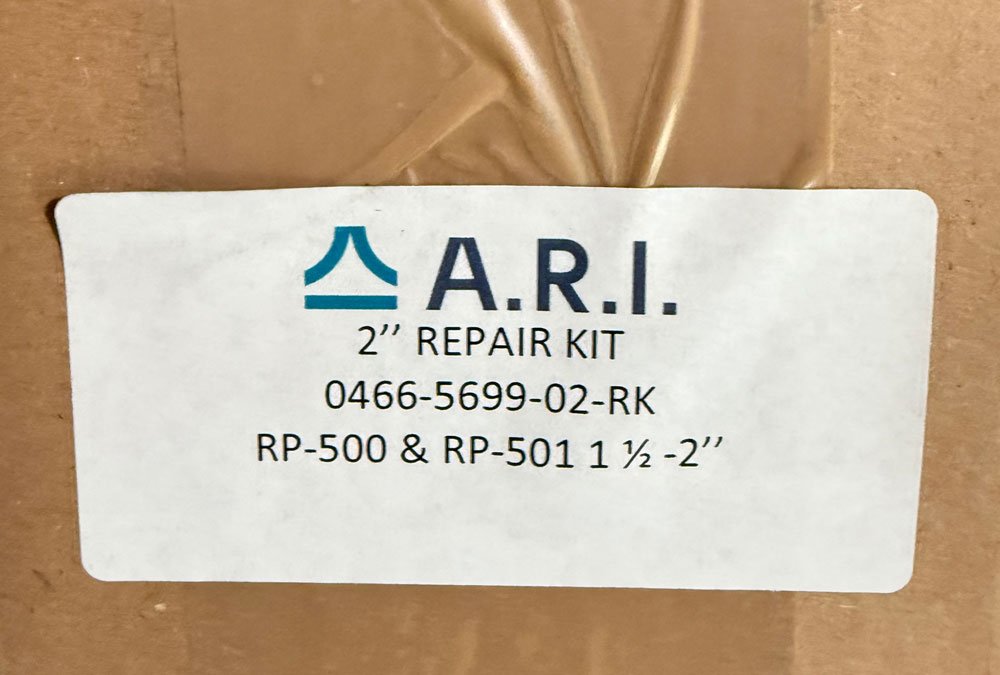 A.R.I.
2’’ REPAIR KIT
0466-5699-02-RK
RP-500 & RP-501 1 ½ -2’’